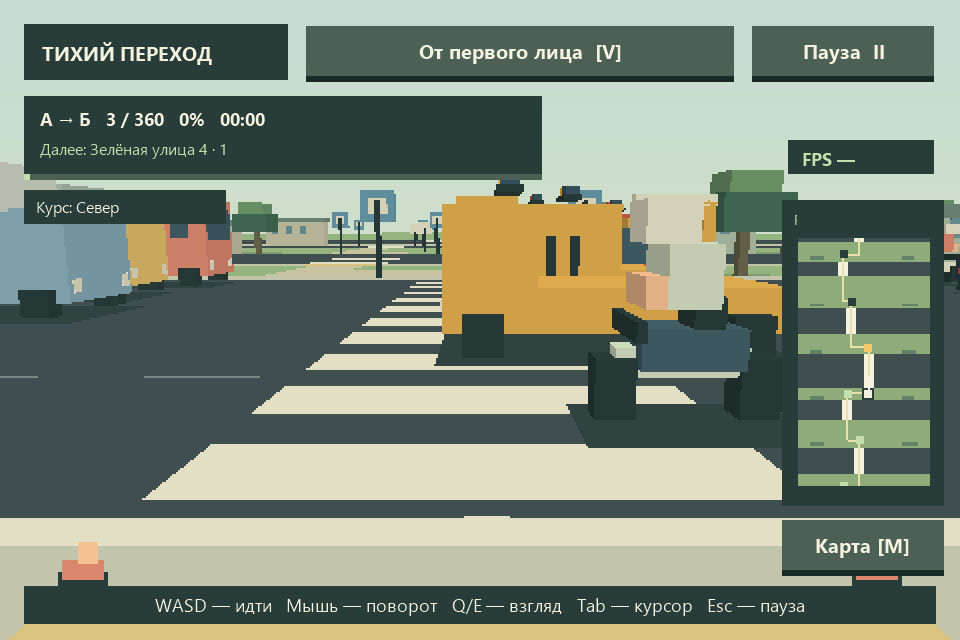 ТИХИЙ ПЕРЕХОД
От первого лица [V]
Пауза II
А → Б 3 / 360 0% 00:00
Далее: Зелёная улица 4 · 1
FPS —
Курс: Север
Карта [M]
WASD — идти Мышь — поворот Q/E — взгляд Tab — курсор Esc — пауза